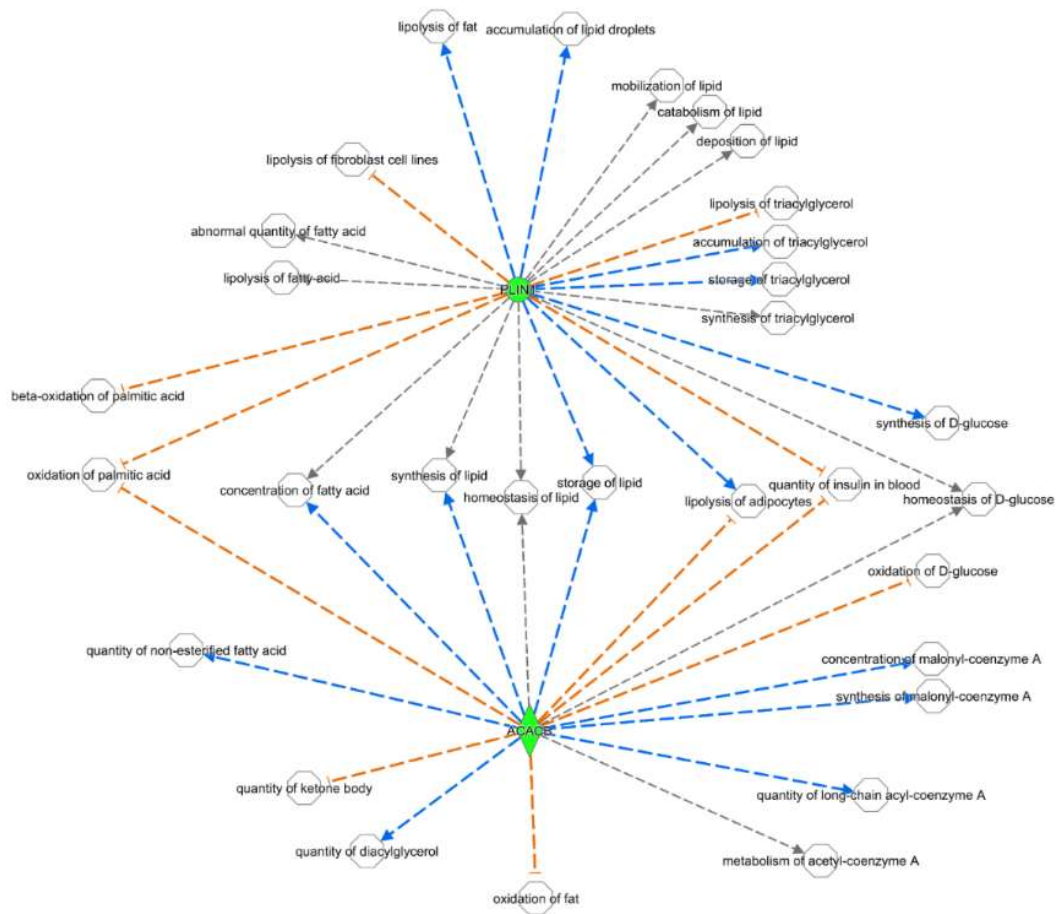 lipolysis of fat
accumulation of lipid droplets
mobilization of lipid
catabolism of lipid
deposition of lipid
lipolysis of fibroblast cell lines
lipolysis of triacylglycerol
abnormal quantity of fatty acid
accumulation of triacylglycerol
lipolysis of fatty acid
storage of triacylglycerol
PLIN1
synthesis of triacylglycerol
beta-oxidation of palmitic acid
synthesis of D-glucose
oxidation of palmitic acid
concentration of fatty acid
synthesis of lipid
homeostasis of lipid
storage of lipid
lipolysis of adipocytes
quantity of insulin in blood
homeostasis of D-glucose
oxidation of D-glucose
quantity of non-esterified fatty acid
concentration of malonyl-coenzyme A
synthesis of malonyl-coenzyme A
ACACB
quantity of ketone body
quantity of long-chain acyl-coenzyme A
quantity of diacylglycerol
metabolism of acetyl-coenzyme A
oxidation of fat